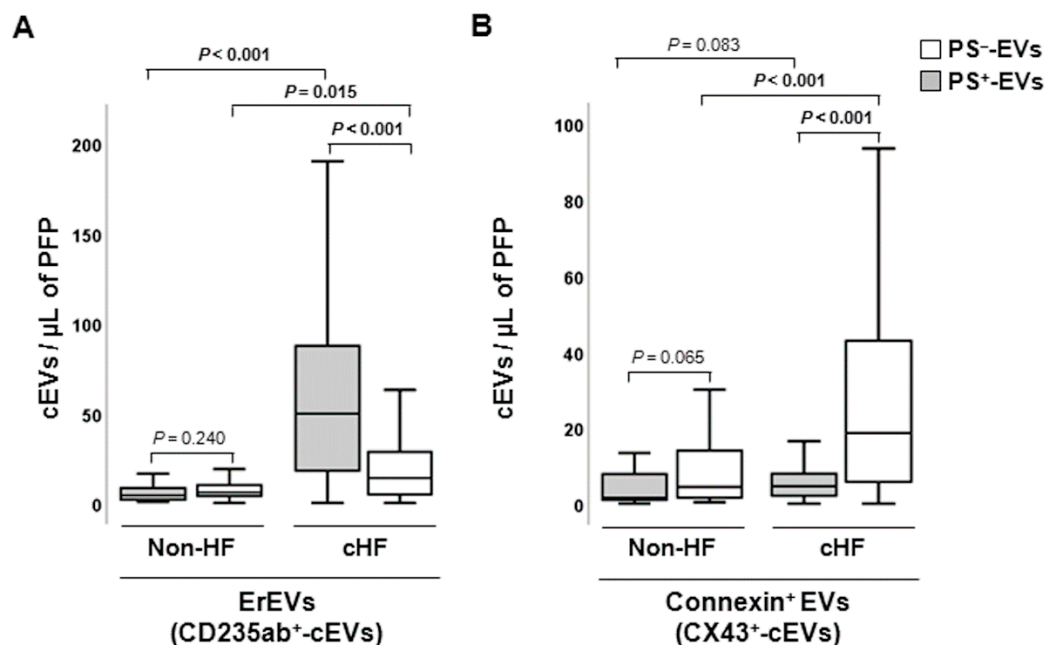 A
P < 0.001
P = 0.015
P < 0.001
200
150
100
50
0
cEVs / µL of PFP
P = 0.240
Non-HF
cHF
ErEVs
(CD235ab⁺-cEVs)
B
P = 0.083
P < 0.001
P < 0.001
PS⁻-EVs
PS⁺-EVs
100
80
60
40
20
0
cEVs / µL of PFP
P = 0.065
Non-HF
cHF
Connexin⁺ EVs
(CX43⁺-cEVs)